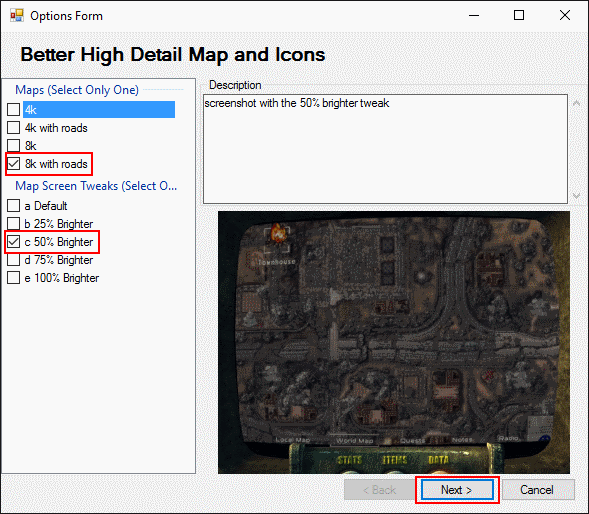 Options Form
Better High Detail Map and Icons
Maps (Select Only One)
4k
4k with roads
8k
8k with roads
Map Screen Tweaks (Select O...
a Default
b 25% Brighter
c 50% Brighter
d 75% Brighter
e 100% Brighter
Description
screenshot with the 50% brighter tweak
Townhouse
Local Map World Map Quests Notes Radio
STATS ITEMS DATA
< Back Next > Cancel